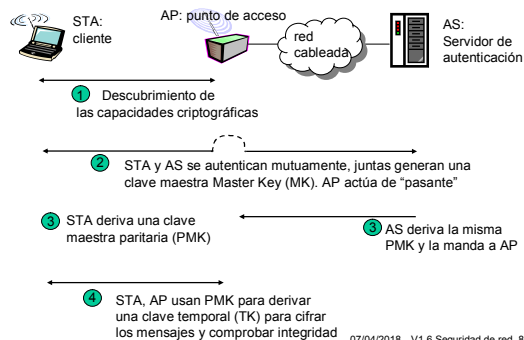 STA:
cliente
AP: punto de acceso
red
cableada
AS:
Servidor de
autenticación
1 Descubrimiento de
las capacidades criptográficas
2 STA y AS se autentican mutuamente, juntas generan una
clave maestra Master Key (MK). AP actúa de “pasante”
3 STA deriva una clave
maestra paritaria (PMK)
3 AS deriva la misma
PMK y la manda a AP
4 STA, AP usan PMK para derivar
una clave temporal (TK) para cifrar
los mensajes y comprobar integridad
07/04/2018 V1.6 Seguridad de red 8